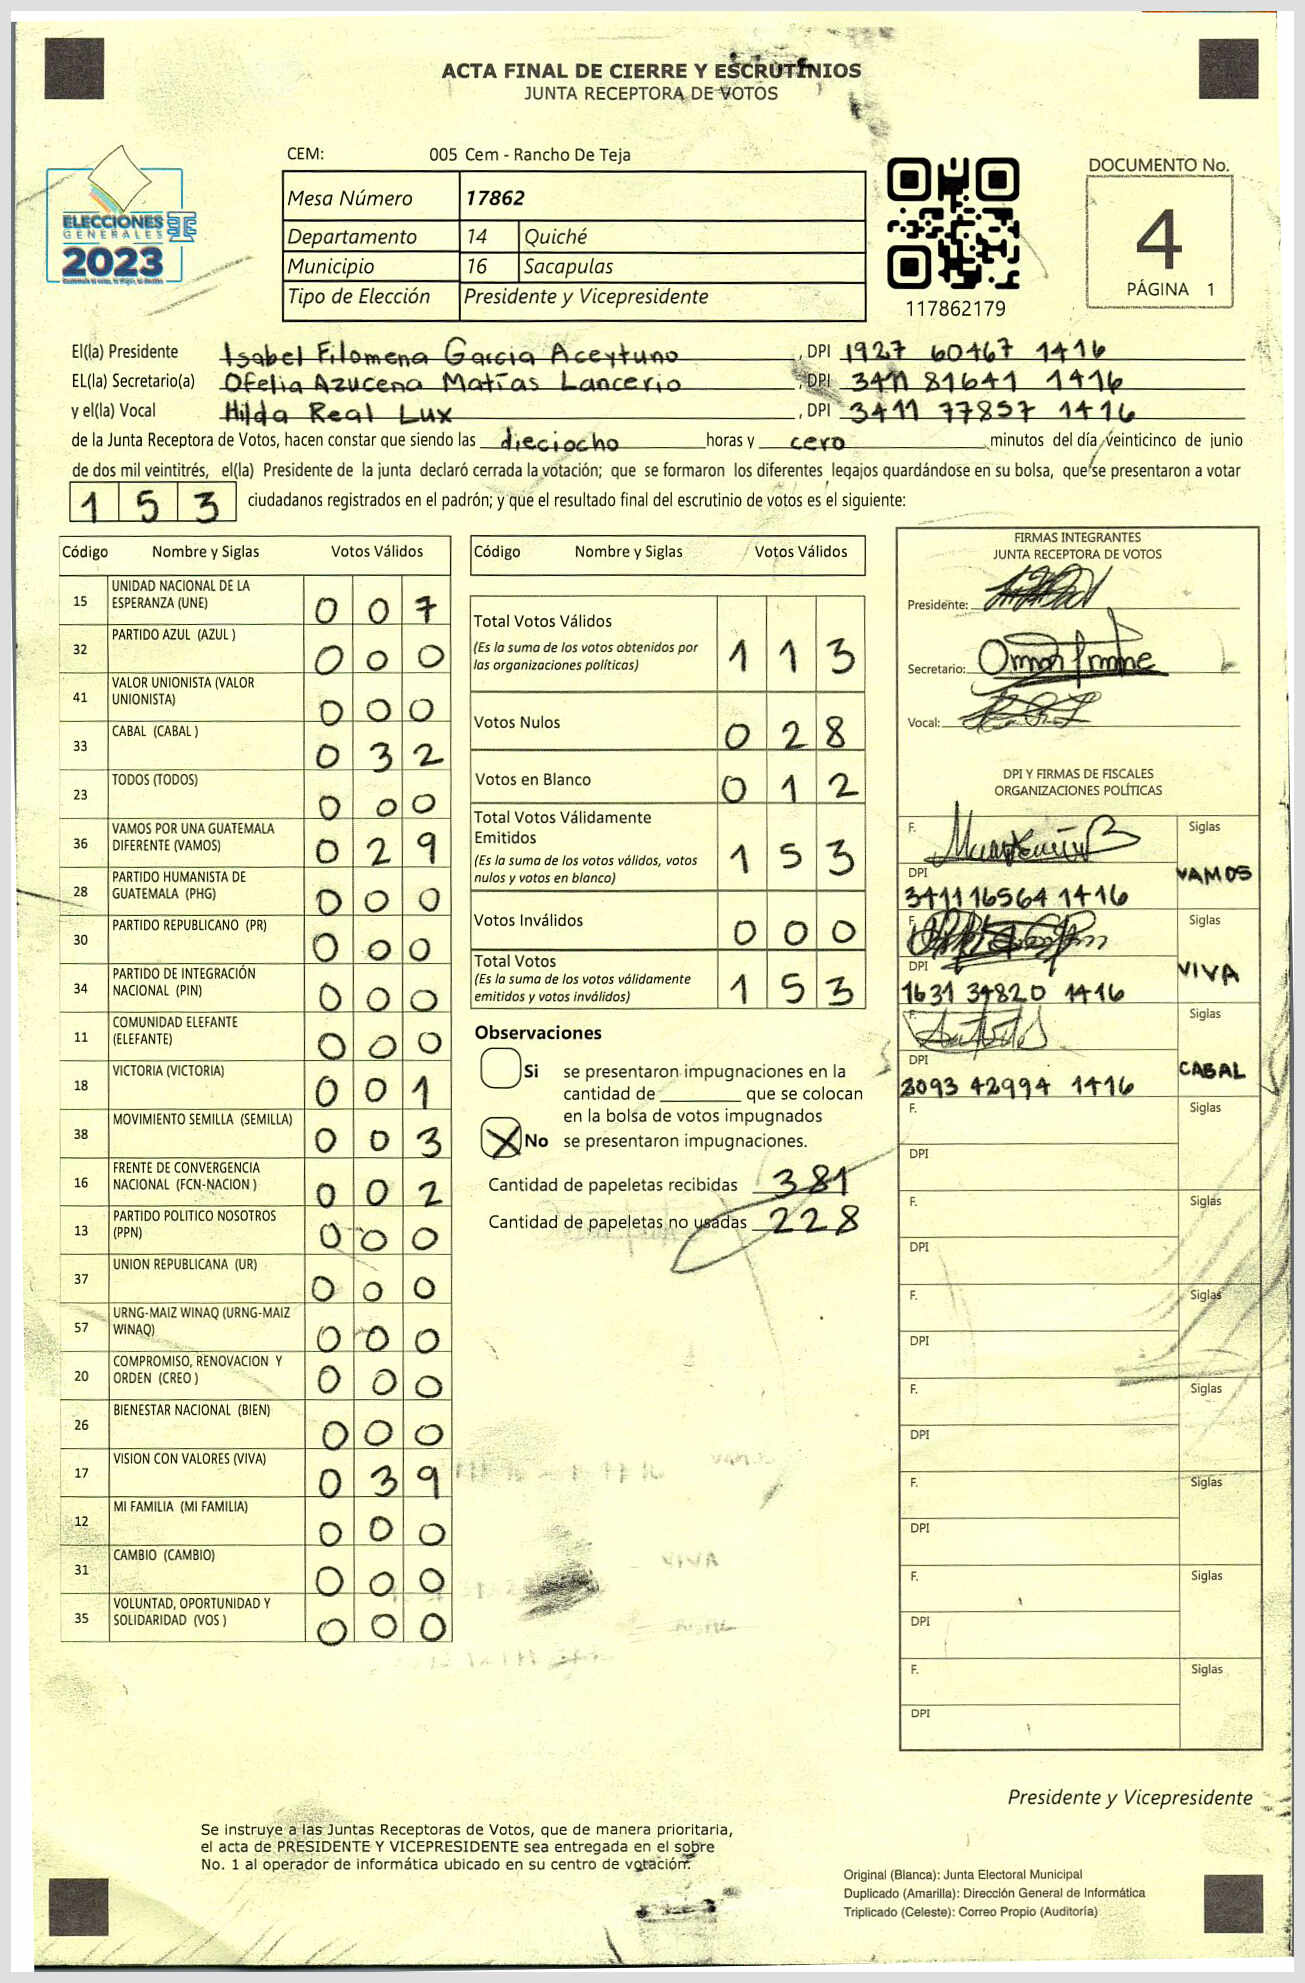 ACTA FINAL DE CIERRE Y ESCRUTINIOS
JUNTA RECEPTORA DE VOTOS
ELECCIONES
GENERALES
2023
CEM: 005 Cem - Rancho De Teja
Mesa Número 17862
Departamento 14 Quiché
Municipio 16 Sacapulas
Tipo de Elección Presidente y Vicepresidente
117862179
DOCUMENTO No.
4
PÁGINA 1
El(la) Presidente Isabel Filomena Garcia Aceytuno, DPI 1927 60467 1416
EL(la) Secretario(a) Ofelia Azucena Matías Lancerio, DPI 3411 81641 1416
y el(la) Vocal Hilda Real Lux, DPI 3411 77857 1416
de la Junta Receptora de Votos, hacen constar que siendo las dieciocho horas y cero minutos del día veinticinco de junio
de dos mil veintitrés, el(la) Presidente de la junta declaró cerrada la votación; que se formaron los diferentes legajos quardándose en su bolsa, que se presentaron a votar
153 ciudadanos registrados en el padrón; y que el resultado final del escrutinio de votos es el siguiente:
Código Nombre y Siglas Votos Válidos
15 UNIDAD NACIONAL DE LA ESPERANZA (UNE) 0 0 7
32 PARTIDO AZUL (AZUL ) 0 0 0
41 VALOR UNIONISTA (VALOR UNIONISTA) 0 0 0
33 CABAL (CABAL ) 0 3 2
23 TODOS (TODOS) 0 0 0
36 VAMOS POR UNA GUATEMALA DIFERENTE (VAMOS) 0 2 9
28 PARTIDO HUMANISTA DE GUATEMALA (PHG) 0 0 0
30 PARTIDO REPUBLICANO (PR) 0 0 0
34 PARTIDO DE INTEGRACIÓN NACIONAL (PIN) 0 0 0
11 COMUNIDAD ELEFANTE (ELEFANTE) 0 0 0
18 VICTORIA (VICTORIA) 0 0 1
38 MOVIMIENTO SEMILLA (SEMILLA) 0 0 3
16 FRENTE DE CONVERGENCIA NACIONAL (FCN-NACION ) 0 0 2
13 PARTIDO POLITICO NOSOTROS (PPN) 0 0 0
37 UNION REPUBLICANA (UR) 0 0 0
57 URNG-MAIZ WINAQ (URNG-MAIZ WINAQ) 0 0 0
20 COMPROMISO, RENOVACION Y ORDEN (CREO ) 0 0 0
26 BIENESTAR NACIONAL (BIEN) 0 0 0
17 VISION CON VALORES (VIVA) 0 3 9
12 MI FAMILIA (MI FAMILIA) 0 0 0
31 CAMBIO (CAMBIO) 0 0 0
35 VOLUNTAD, OPORTUNIDAD Y SOLIDARIDAD (VOS ) 0 0 0
Código Nombre y Siglas Votos Válidos
Total Votos Válidos 1 1 3
(Es la suma de los votos obtenidos por
las organizaciones políticas)
Votos Nulos 0 2 8
Votos en Blanco 0 1 2
Total Votos Válidamente
Emitidos 1 5 3
(Es la suma de los votos válidos, votos
nulos y votos en blanco)
Votos Inválidos 0 0 0
Total Votos 1 5 3
(Es la suma de los votos válidamente
emitidos y votos inválidos)
Observaciones
Si se presentaron impugnaciones en la
cantidad de ________ que se colocan
en la bolsa de votos impugnados
X No se presentaron impugnaciones.
Cantidad de papeletas recibidas 381
Cantidad de papeletas no usadas 228
FIRMAS INTEGRANTES
JUNTA RECEPTORA DE VOTOS
Presidente:
Secretario:
Vocal:
DPI Y FIRMAS DE FISCALES
ORGANIZACIONES POLÍTICAS
F. Siglas
VAMOS
DPI
3411 16564 1416
F. Siglas
VIVA
DPI
1631 34820 1416
F. Siglas
CABAL
DPI
2093 42994 1416
F. Siglas
DPI
F. Siglas
DPI
F. Siglas
DPI
F. Siglas
DPI
F. Siglas
DPI
F. Siglas
DPI
F. Siglas
DPI
Presidente y Vicepresidente
Se instruye a las Juntas Receptoras de Votos, que de manera prioritaria,
el acta de PRESIDENTE Y VICEPRESIDENTE sea entregada en el sobre
No. 1 al operador de informática ubicado en su centro de votación.
Original (Blanca): Junta Electoral Municipal
Duplicado (Amarilla): Dirección General de Informática
Triplicado (Celeste): Correo Propio (Auditoría)